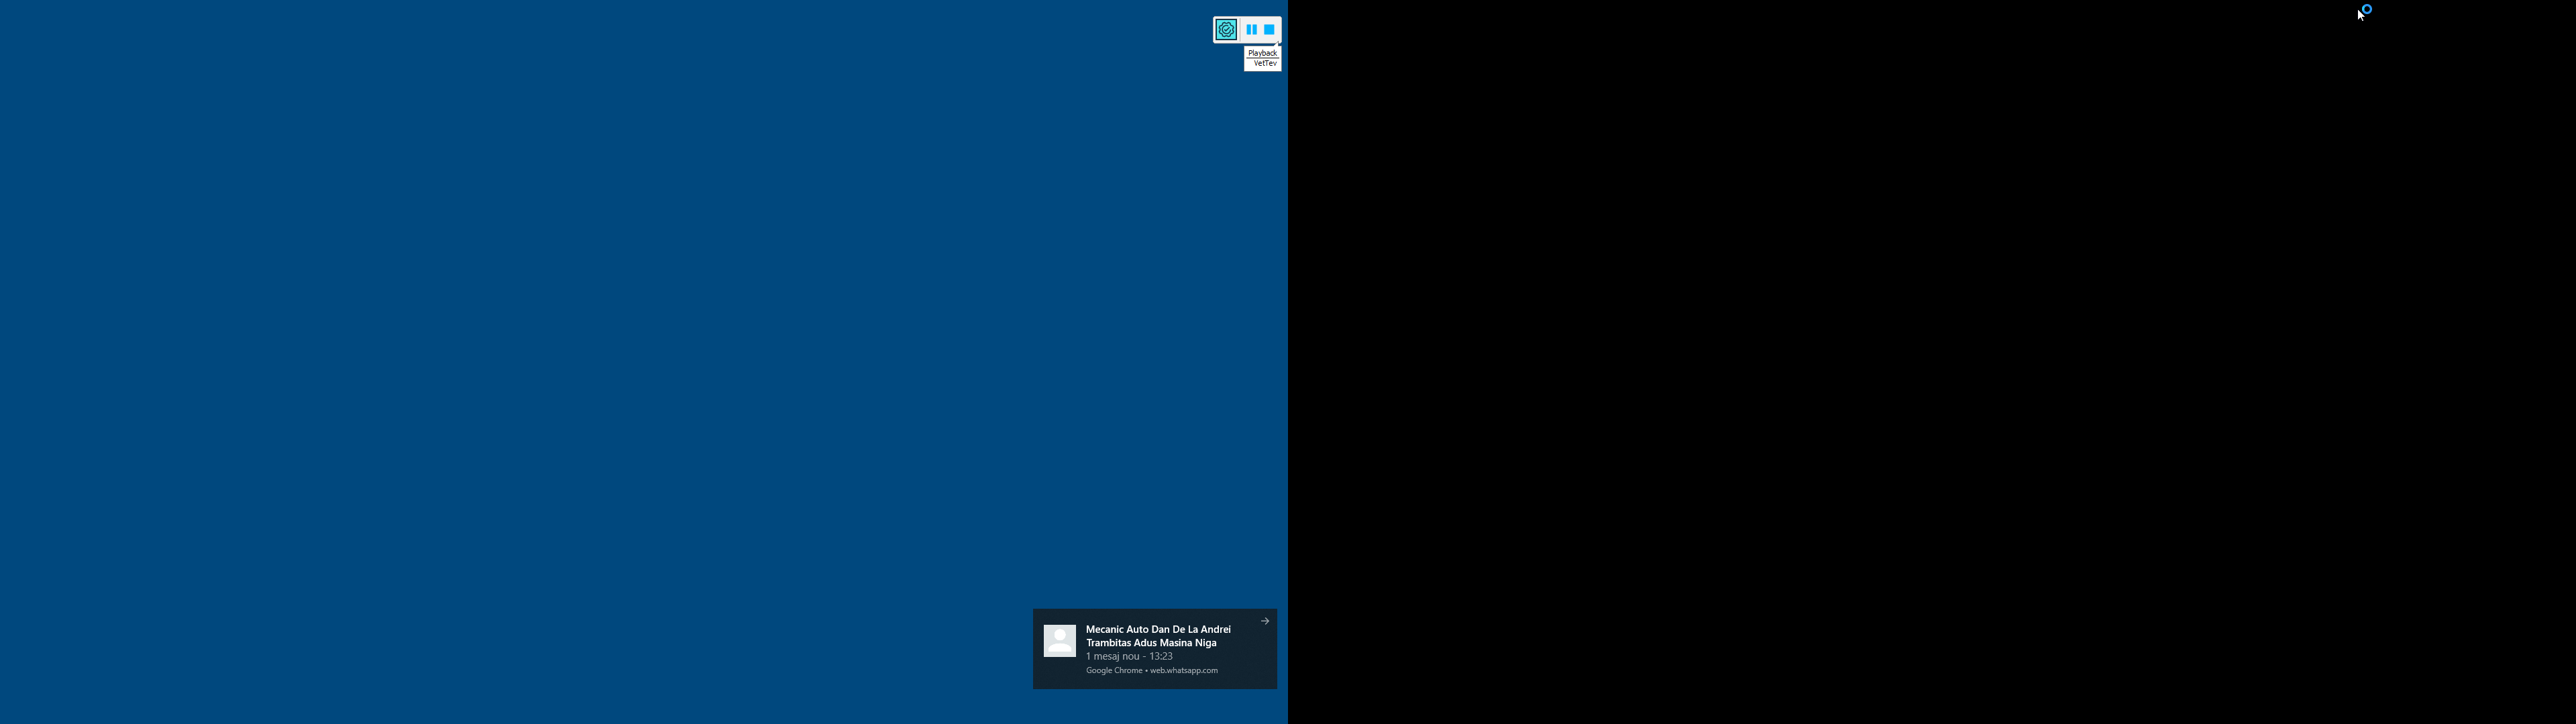 Playback
VetTev
Mecanic Auto Dan De La Andrei
Trambitas Adus Masina Niga
1 mesaj nou - 13:23
Google Chrome • web.whatsapp.com